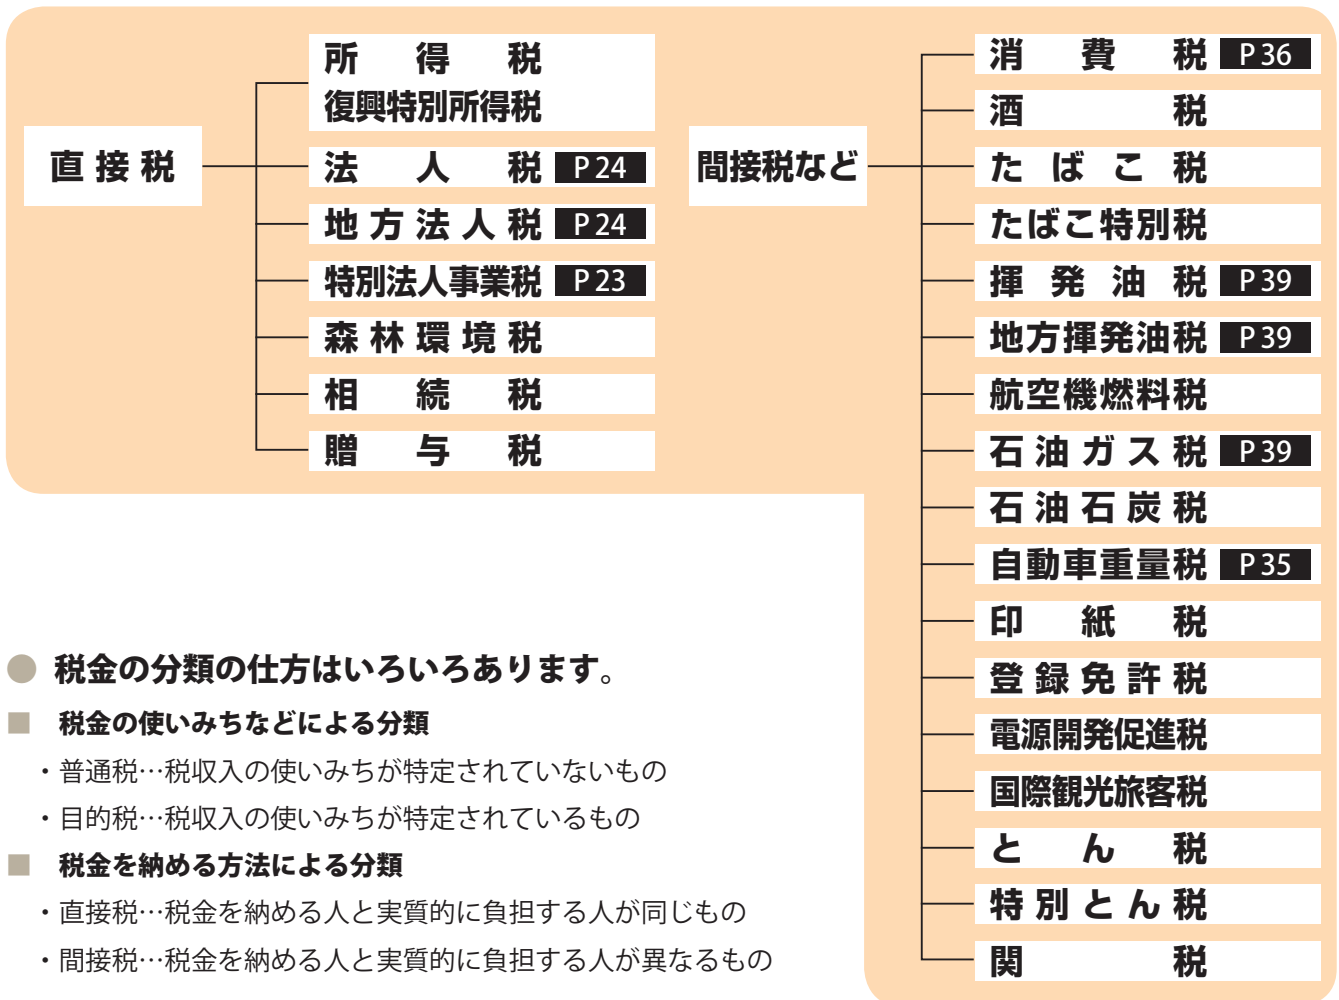 直接税
所得税
復興特別所得税
法人税 P24
地方法人税 P24
特別法人事業税 P23
森林環境税
相続税
贈与税
間接税など
消費税 P36
酒税
たばこ税
たばこ特別税
揮発油税 P39
地方揮発油税 P39
航空機燃料税
石油ガス税 P39
石油石炭税
自動車重量税 P35
印紙税
登録免許税
電源開発促進税
国際観光旅客税
とん税
特別とん税
関税
● 税金の分類の仕方はいろいろあります。
■ 税金の使いみちなどによる分類
・普通税…税収入の使いみちが特定されていないもの
・目的税…税収入の使いみちが特定されているもの
■ 税金を納める方法による分類
・直接税…税金を納める人と実質的に負担する人が同じもの
・間接税…税金を納める人と実質的に負担する人が異なるもの